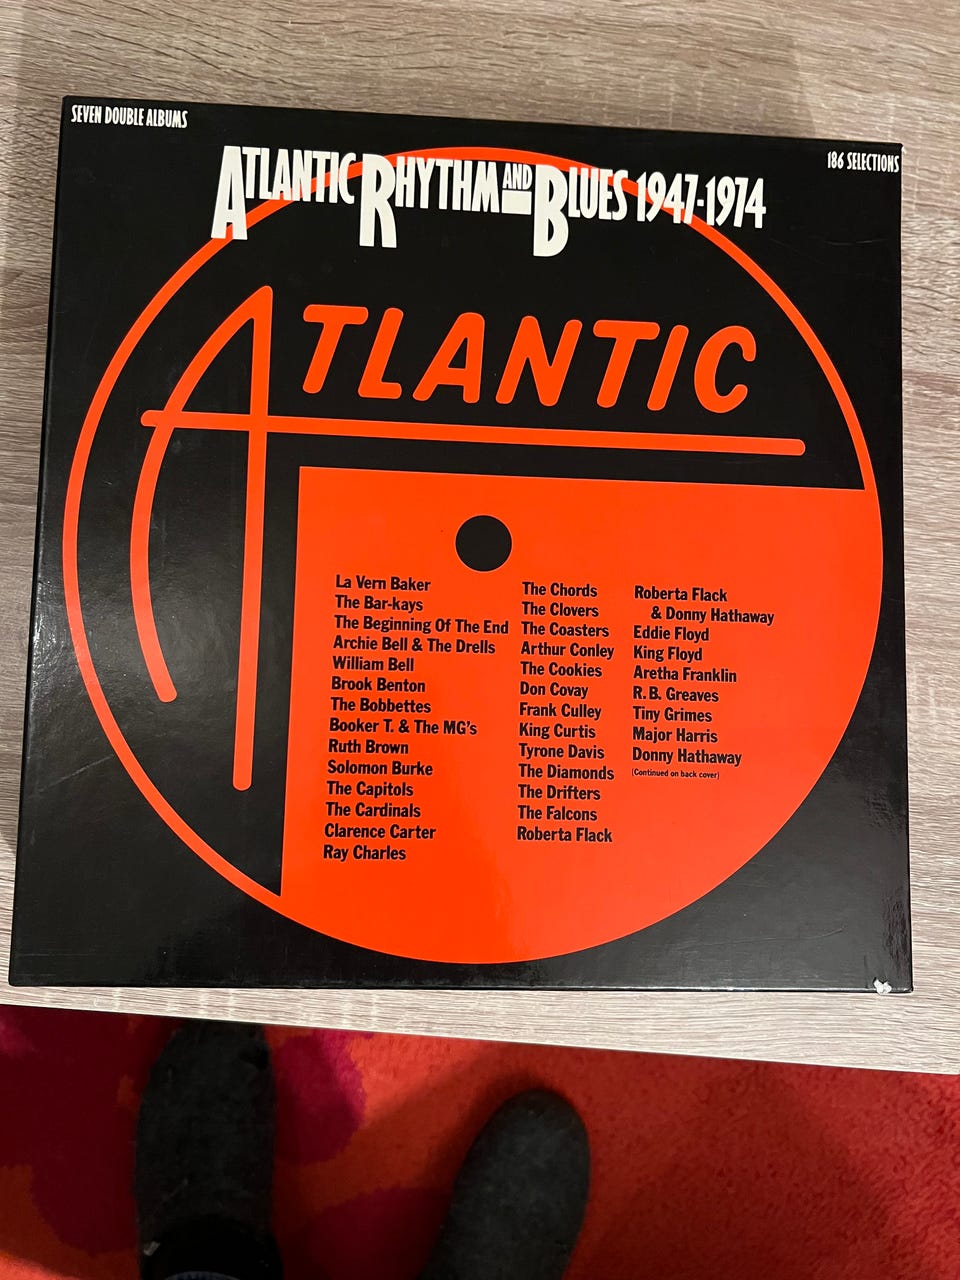 SEVEN DOUBLE ALBUMS
186 SELECTIONS
ATLANTIC RHYTHM AND BLUES 1947-1974
ATLANTIC
La Vern Baker
The Bar-kays
The Beginning Of The End
Archie Bell & The Drells
William Bell
Brook Benton
The Bobbettes
Booker T. & The MG's
Ruth Brown
Solomon Burke
The Capitols
The Cardinals
Clarence Carter
Ray Charles
The Chords
The Clovers
The Coasters
Arthur Conley
The Cookies
Don Covay
Frank Culley
King Curtis
Tyrone Davis
The Diamonds
The Drifters
The Falcons
Roberta Flack
Roberta Flack
& Donny Hathaway
Eddie Floyd
King Floyd
Aretha Franklin
R.B. Greaves
Tiny Grimes
Major Harris
Donny Hathaway
(Continued on back cover)